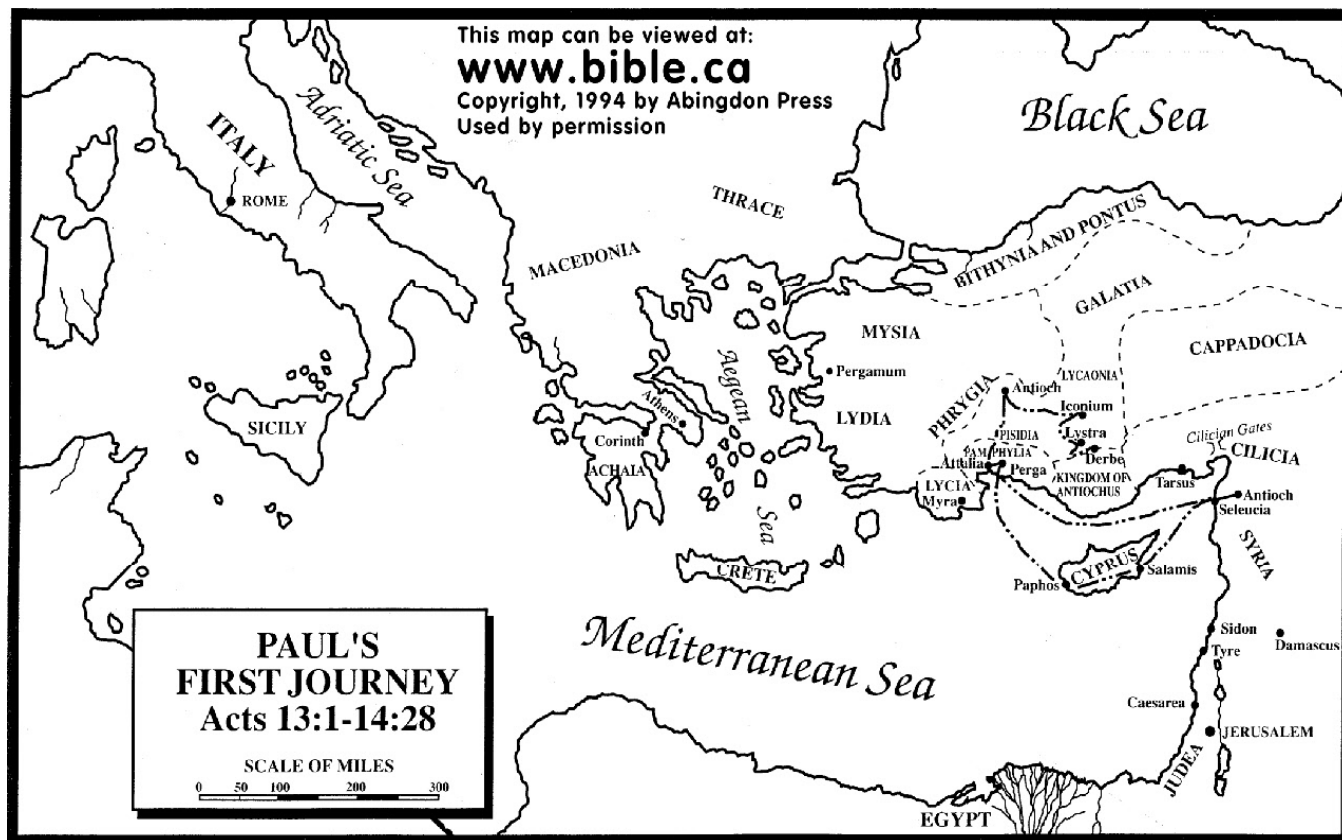 This map can be viewed at:
www.bible.ca
Copyright, 1994 by Abingdon Press
Used by permission
Black Sea
Adriatic Sea
ITALY
ROME
THRACE
MACEDONIA
BITHYNIA AND PONTUS
GALATIA
MYSIA
CAPPADOCIA
Pergamum
Aegean
Sea
LYCAONIA
PHRYGIA
Antioch
Iconium
LYDIA
Athens
SICILY
Corinth
PISIDIA
Lystra
Cilician Gates
ACHAIA
PAMPHYLIA
Derbe
CILICIA
Attalia
Perga
KINGDOM OF
ANTIOCHUS
Tarsus
LYCIA
Myra
Antioch
Seleucia
SYRIA
CRETE
CYPRUS
Salamis
Paphos
Mediterranean Sea
Sidon
Damascus
Tyre
Caesarea
JERUSALEM
JUDEA
EGYPT
PAUL'S
FIRST JOURNEY
Acts 13:1-14:28
SCALE OF MILES
0 50 100 200 300